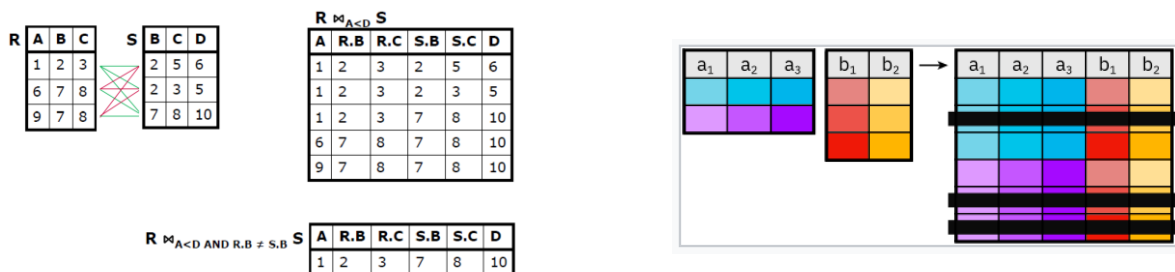 R ⋈A<D S
R A B C S B C D
1 2 3 2 5 6
6 7 8 2 3 5
9 7 8 7 8 10
A R.B R.C S.B S.C D
1 2 3 2 5 6
1 2 3 2 3 5
1 2 3 7 8 10
6 7 8 7 8 10
9 7 8 7 8 10
R ⋈A<D AND R.B ≠ S.B S A R.B R.C S.B S.C D
1 2 3 7 8 10
a1 a2 a3 b1 b2 → a1 a2 a3 b1 b2